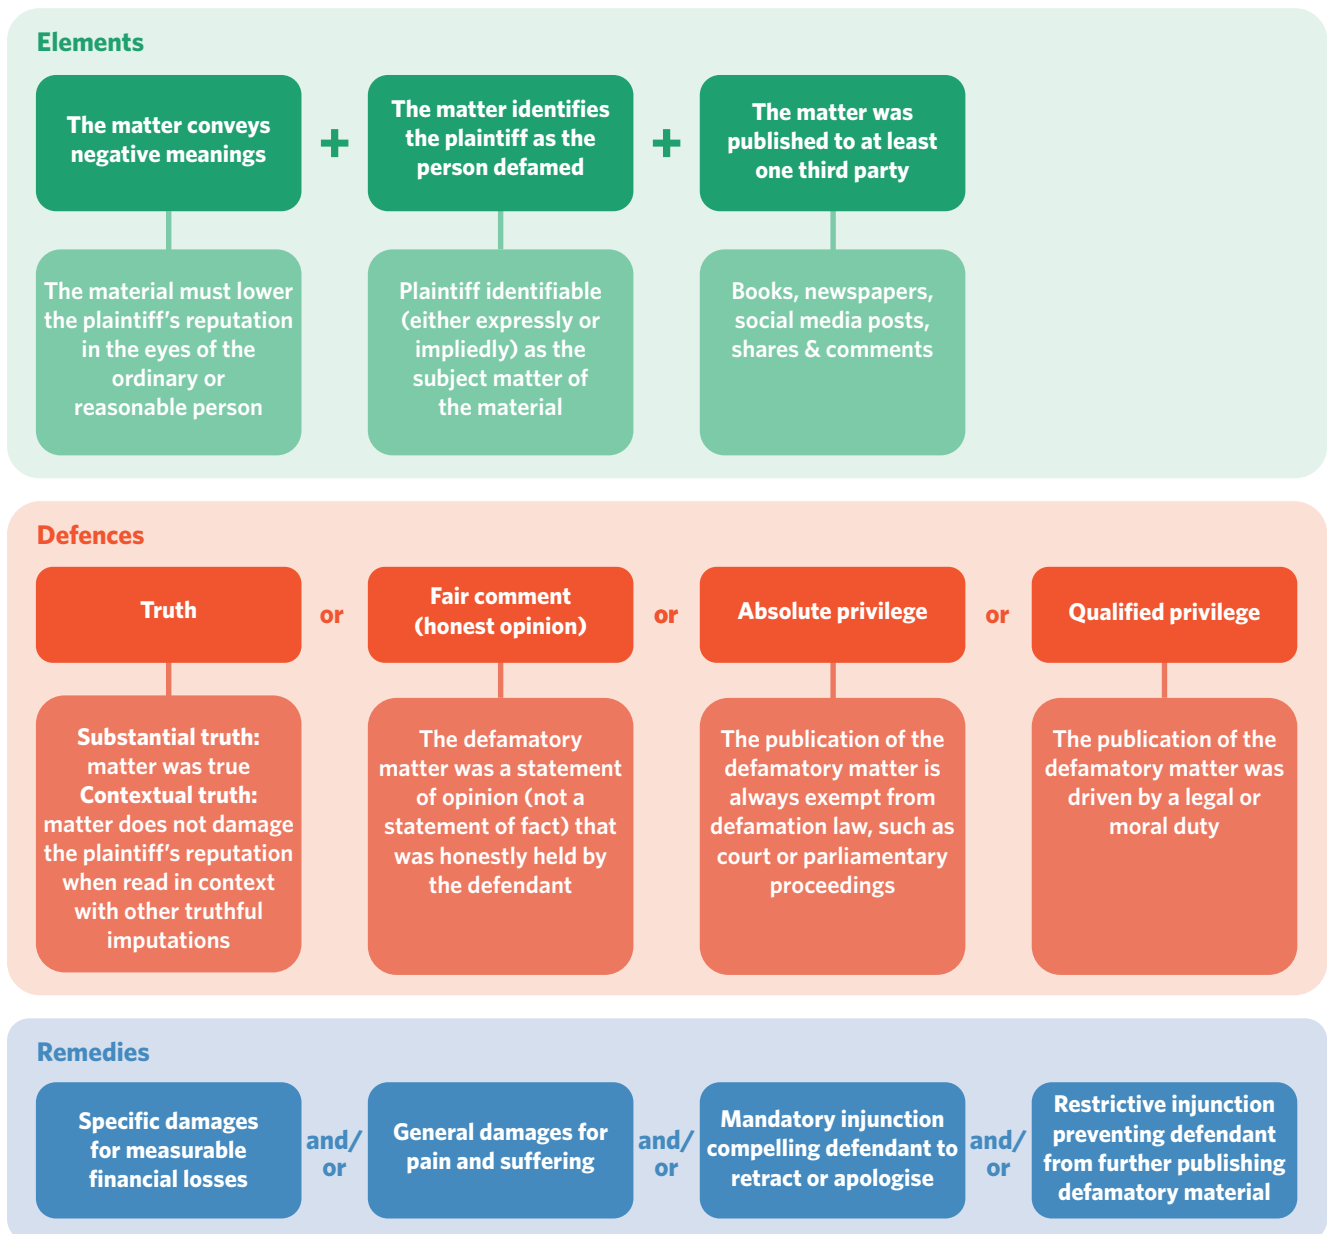 Elements
The matter conveys
negative meanings
+
The matter identifies
the plaintiff as the
person defamed
+
The matter was
published to at least
one third party
The material must lower
the plaintiff’s reputation
in the eyes of the
ordinary or
reasonable person
Plaintiff identifiable
(either expressly or
impliedly) as the
subject matter of
the material
Books, newspapers,
social media posts,
shares & comments
Defences
Truth
or
Fair comment
(honest opinion)
or
Absolute privilege
or
Qualified privilege
Substantial truth:
matter was true
Contextual truth:
matter does not damage
the plaintiff’s reputation
when read in context
with other truthful
imputations
The defamatory
matter was a statement
of opinion (not a
statement of fact) that
was honestly held by
the defendant
The publication of the
defamatory matter is
always exempt from
defamation law, such as
court or parliamentary
proceedings
The publication of the
defamatory matter was
driven by a legal or
moral duty
Remedies
Specific damages
for measurable
financial losses
and/
or
General damages for
pain and suffering
and/
or
Mandatory injunction
compelling defendant to
retract or apologise
and/
or
Restrictive injunction
preventing defendant
from further publishing
defamatory material